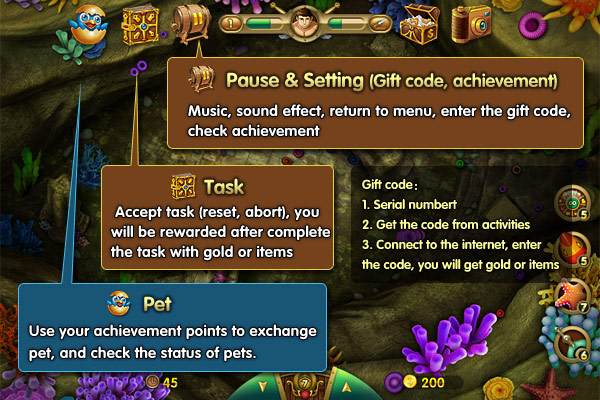 1
Pause & Setting (Gift code, achievement)
Music, sound effect, return to menu, enter the gift code,
check achievement
Task
Accept task (reset, abort), you
will be rewarded after complete
the task with gold or items
Gift code:
1. Serial numbert
2. Get the code from activities
3. Connect to the internet, enter
the code, you will get gold or items
5
5
7
6
Pet
Use your achievement points to exchange
pet, and check the status of pets.
45
7
200